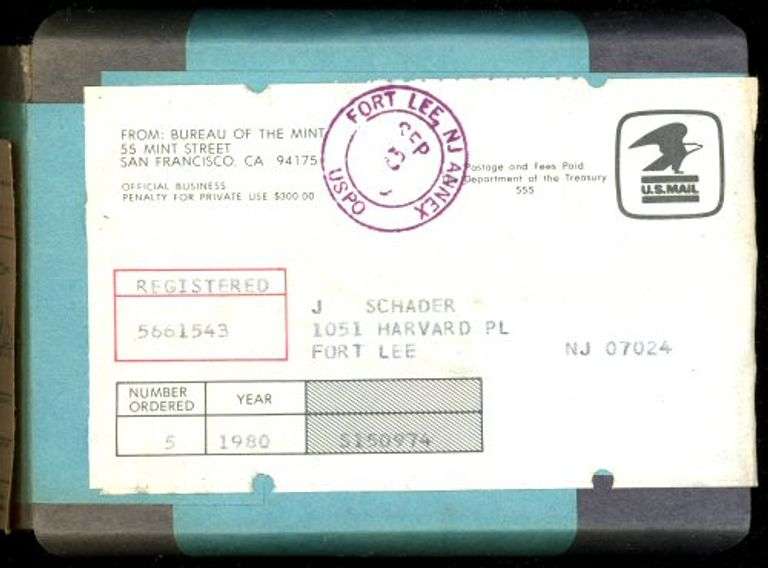 FROM: BUREAU OF THE MINT
55 MINT STREET
SAN FRANCISCO, CA 94175
OFFICIAL BUSINESS
PENALTY FOR PRIVATE USE $300.00
FORT LEE, NJ ANNEX
SEP
USPO
Postage and Fees Paid
Department of the Treasury
555
U.S.MAIL
REGISTERED
5661543
J SCHADER
1051 HARVARD PL
FORT LEE NJ 07024
NUMBER ORDERED YEAR
5 1980 S150974